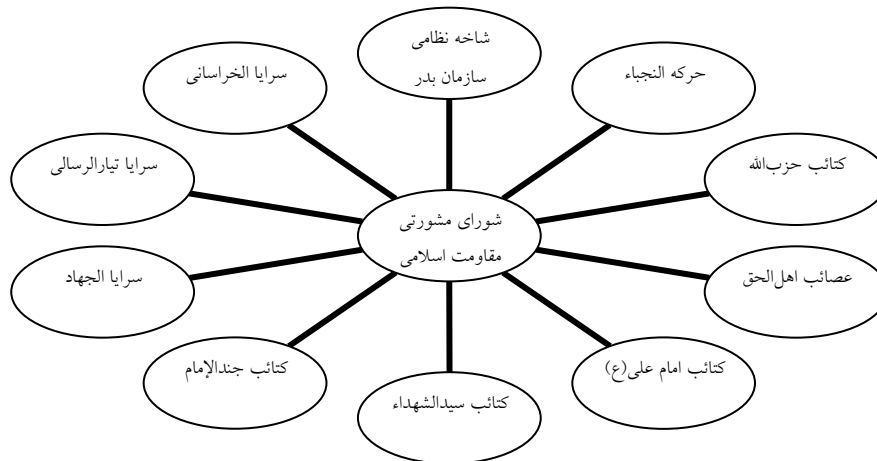 شاخه نظامی
سازمان بدر
حرکه النجباء
کتائب حزب‌الله
عصائب اهل‌الحق
کتائب امام علی(ع)
کتائب سیدالشهداء
کتائب جندالإمام
سرایا الجهاد
سرایا تیارالرسالی
سرایا الخراسانی
شورای مشورتی
مقاومت اسلامی